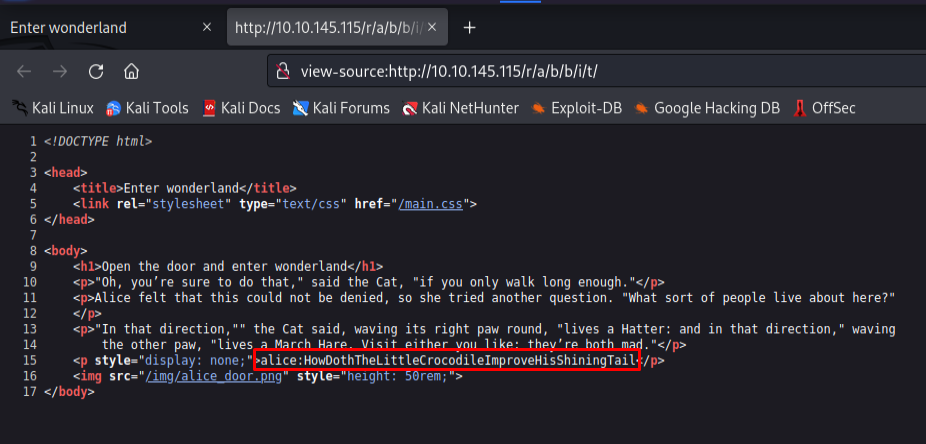 Enter wonderland × http://10.10.145.115/r/a/b/b/i/ × +
view-source:http://10.10.145.115/r/a/b/b/i/t/
Kali Linux Kali Tools Kali Docs Kali Forums Kali NetHunter Exploit-DB Google Hacking DB OffSec
1 <!DOCTYPE html>
2
3 <head>
4 <title>Enter wonderland</title>
5 <link rel="stylesheet" type="text/css" href="/main.css">
6 </head>
7
8 <body>
9 <h1>Open the door and enter wonderland</h1>
10 <p>"Oh, you’re sure to do that," said the Cat, "if you only walk long enough."</p>
11 <p>Alice felt that this could not be denied, so she tried another question. "What sort of people live about here?"
12 </p>
13 <p>"In that direction,"" the Cat said, waving its right paw round, "lives a Hatter: and in that direction," waving
14 the other paw, "lives a March Hare. Visit either you like: they’re both mad."</p>
15 <p style="display: none;">alice:HowDothTheLittleCrocodileImproveHisShiningTail</p>
16 <img src="/img/alice_door.png" style="height: 50rem;">
17 </body>